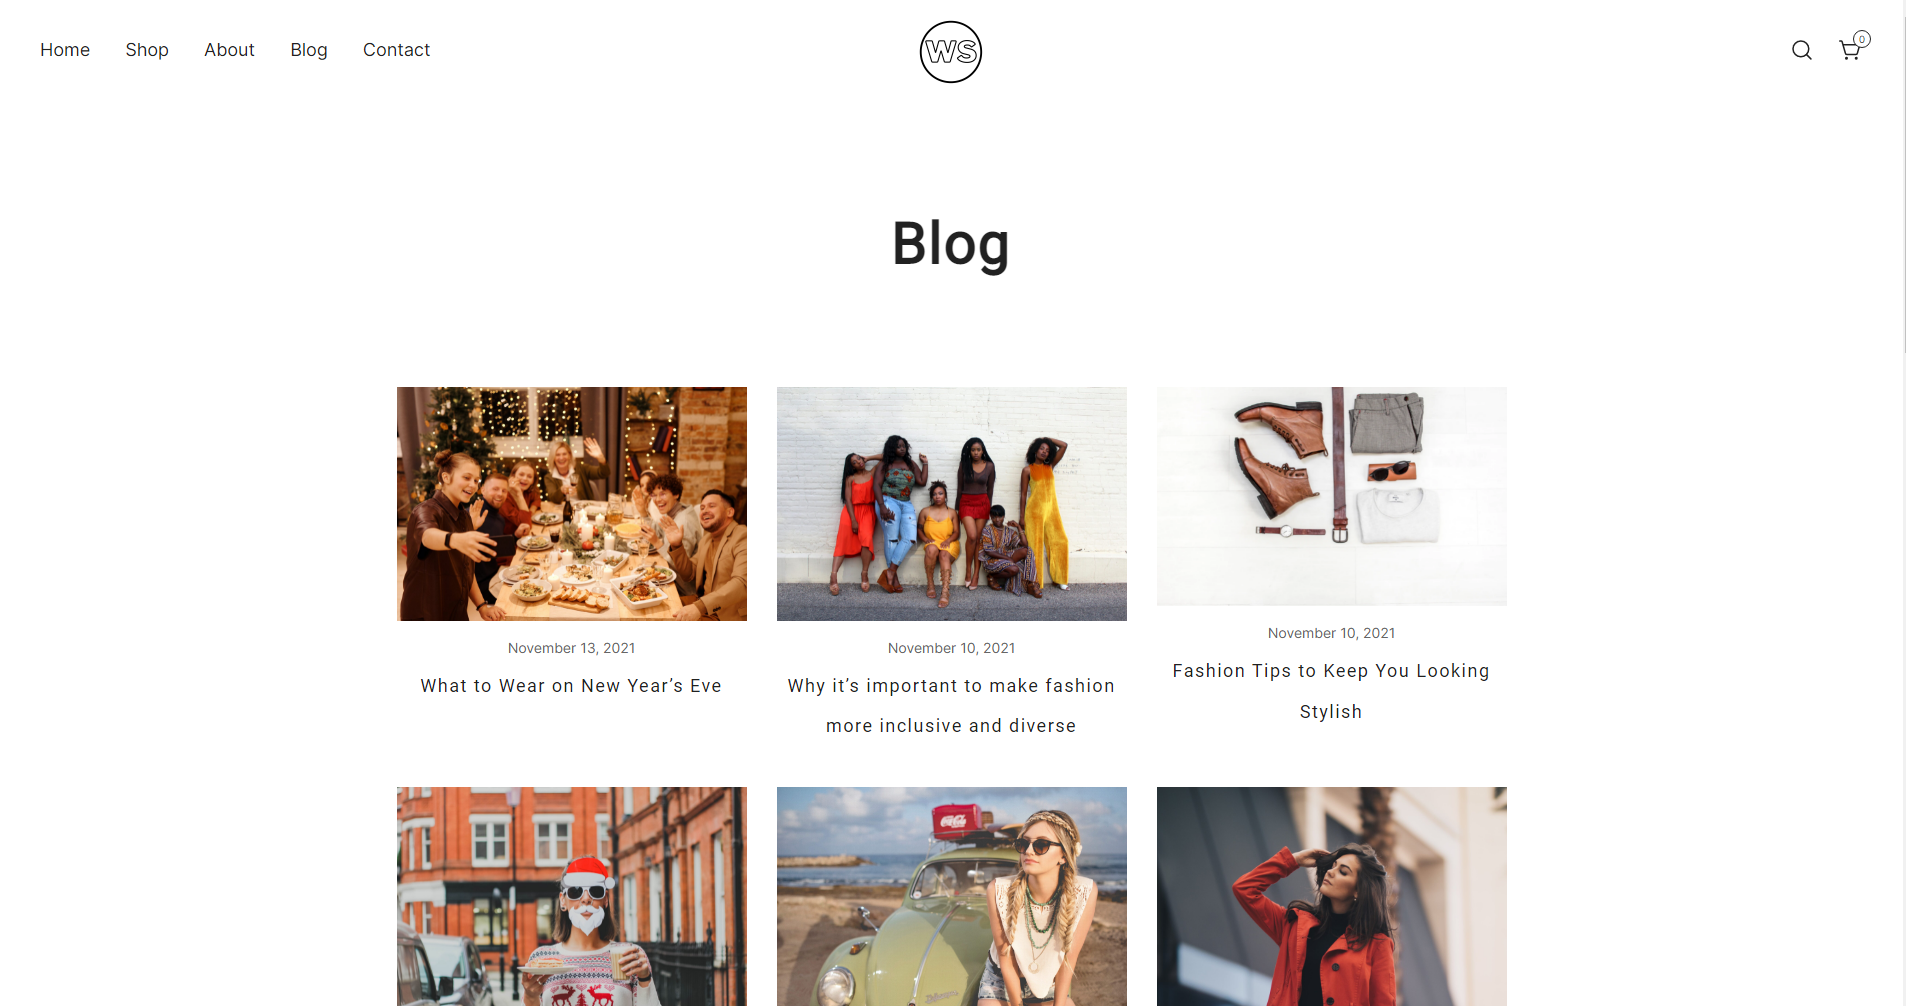 Home Shop About Blog Contact
WS
0
Blog
November 13, 2021
What to Wear on New Year’s Eve
November 10, 2021
Why it’s important to make fashion
more inclusive and diverse
November 10, 2021
Fashion Tips to Keep You Looking
Stylish
Coca-Cola